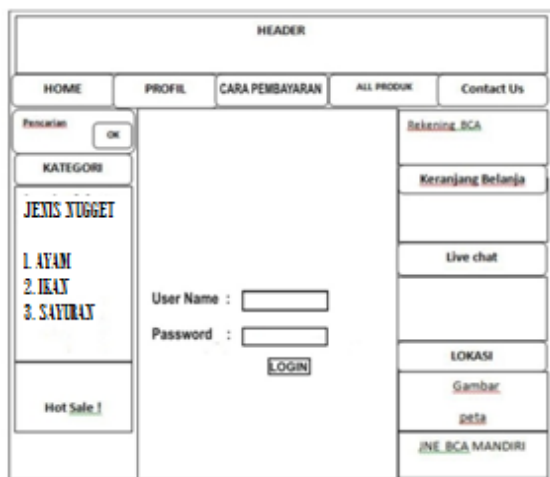 HEADER
HOME
PROFIL
CARA PEMBAYARAN
ALL PRODUK
Contact Us
Pencarian
OK
KATEGORI
JENIS NUGGET
1. AYAM
2. IKAN
3. SAYURAN
Hot Sale !
User Name :
Password :
LOGIN
Rekening BCA
Keranjang Belanja
Live chat
LOKASI
Gambar
peta
JNE BCA MANDIRI